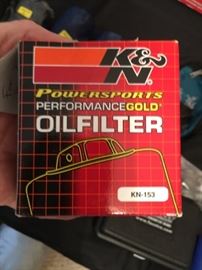 K&N
POWERSPORTS
PERFORMANCEGOLD®
OILFILTER
KN-153